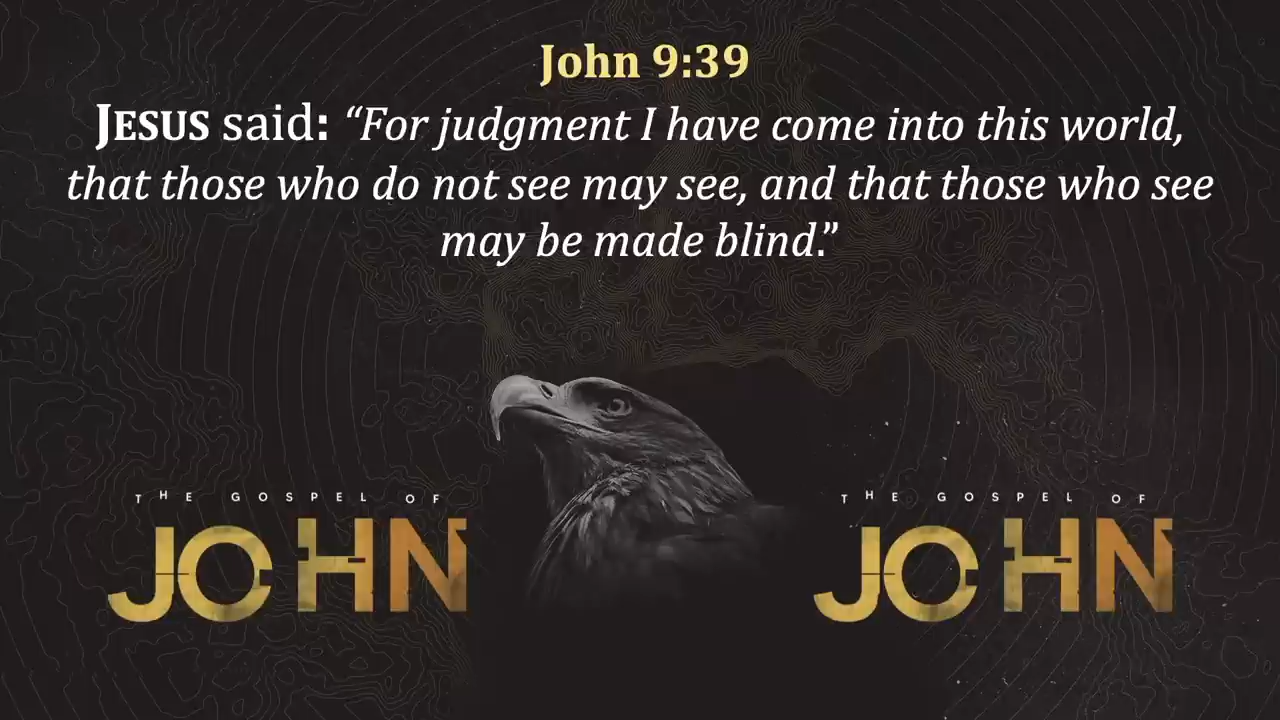 John 9:39
JESUS said: “For judgment I have come into this world,
that those who do not see may see, and that those who see
may be made blind.”
THE GOSPEL OF
JOHN
THE GOSPEL OF
JOHN